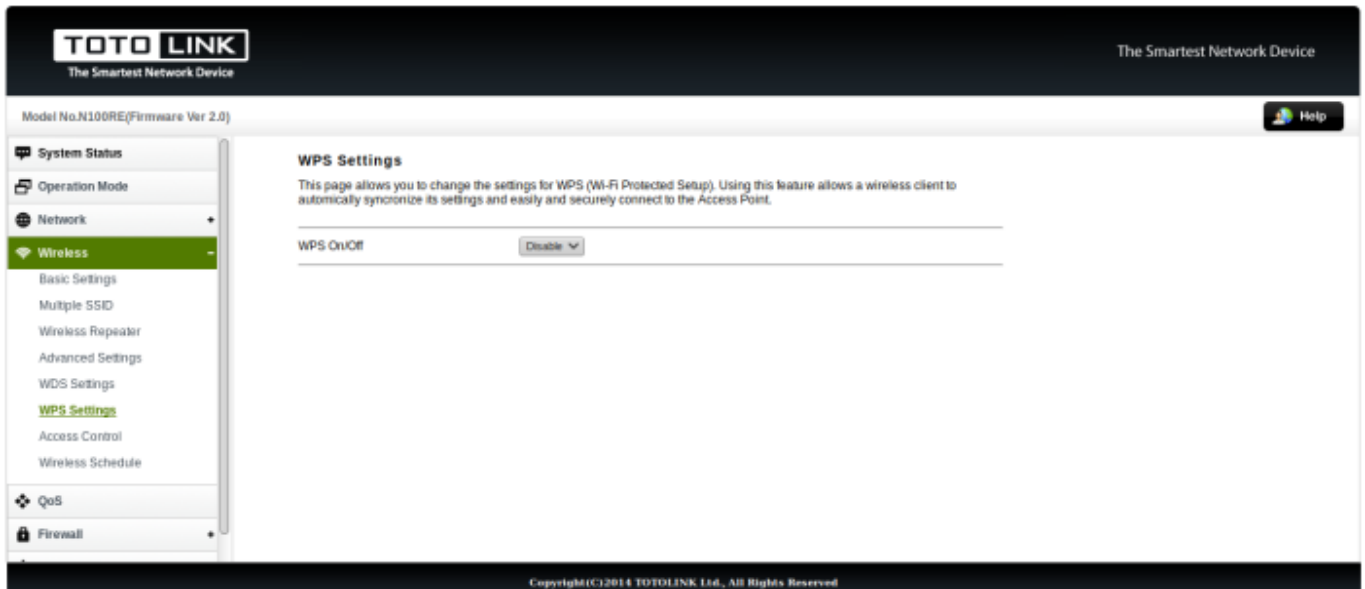 TOTO LINK
The Smartest Network Device
The Smartest Network Device
Model No.N100RE(Firmware Ver 2.0)
Help
System Status
Operation Mode
Network +
Wireless -
Basic Settings
Multiple SSID
Wireless Repeater
Advanced Settings
WDS Settings
WPS Settings
Access Control
Wireless Schedule
QoS
Firewall +
WPS Settings
This page allows you to change the settings for WPS (Wi-Fi Protected Setup). Using this feature allows a wireless client to
automically syncronize its settings and easily and securely connect to the Access Point.
WPS On/Off Disable
Copyright(C)2014 TOTOLINK Ltd., All Rights Reserved